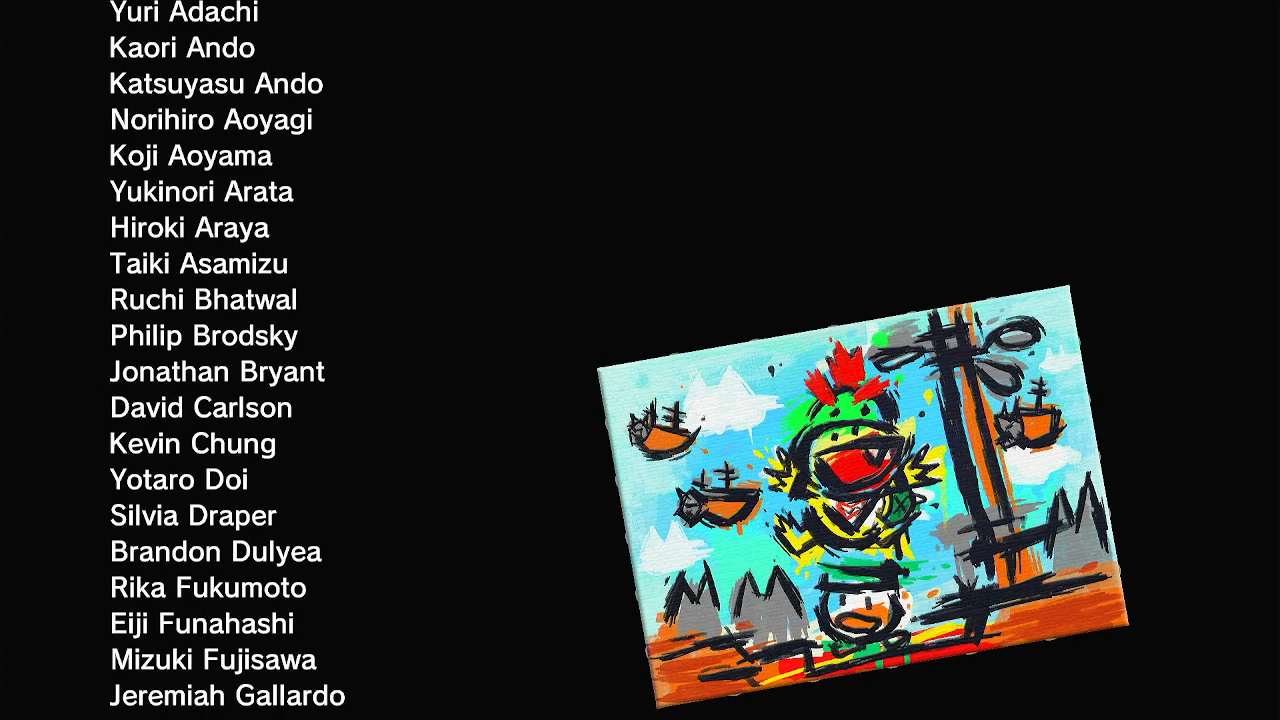 Yuri Adachi
Kaori Ando
Katsuyasu Ando
Norihiro Aoyagi
Koji Aoyama
Yukinori Arata
Hiroki Araya
Taiki Asamizu
Ruchi Bhatwal
Philip Brodsky
Jonathan Bryant
David Carlson
Kevin Chung
Yotaro Doi
Silvia Draper
Brandon Dulyea
Rika Fukumoto
Eiji Funahashi
Mizuki Fujisawa
Jeremiah Gallardo